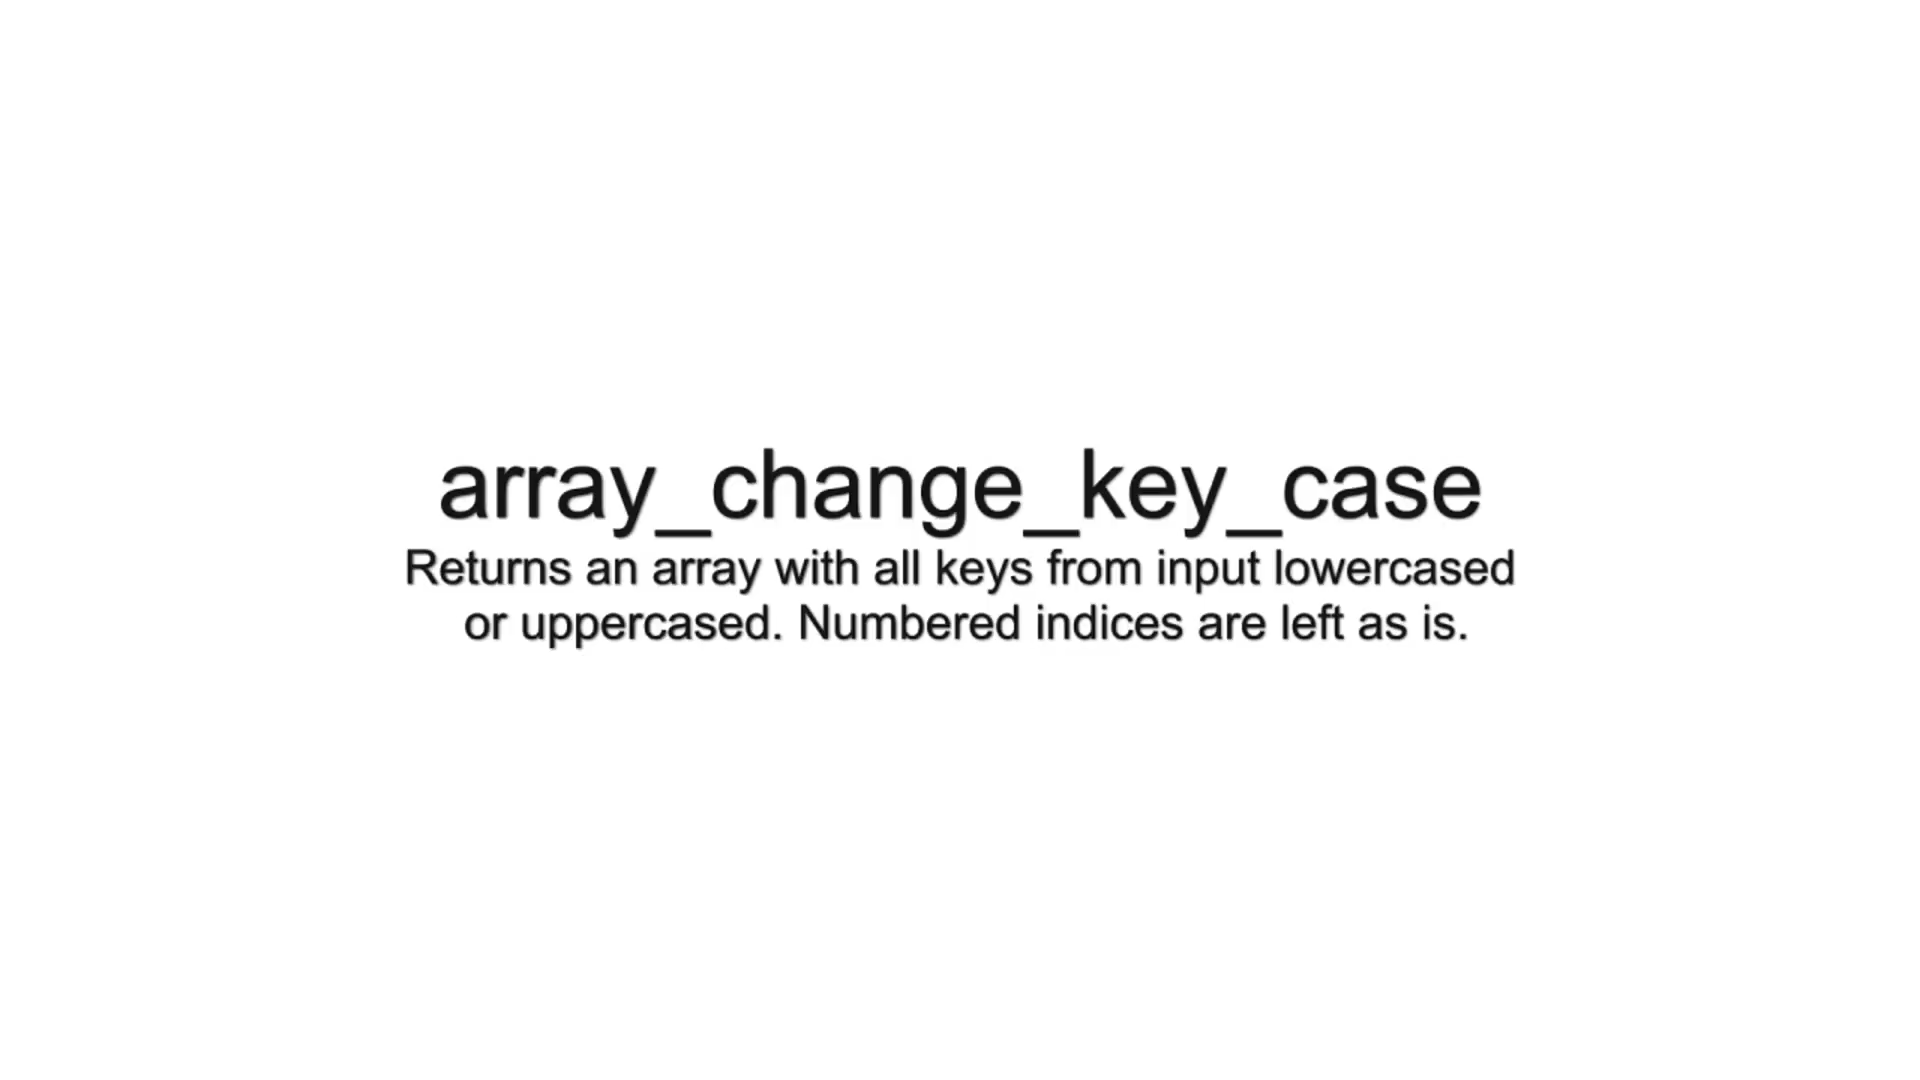 array_change_key_case
Returns an array with all keys from input lowercased
or uppercased. Numbered indices are left as is.